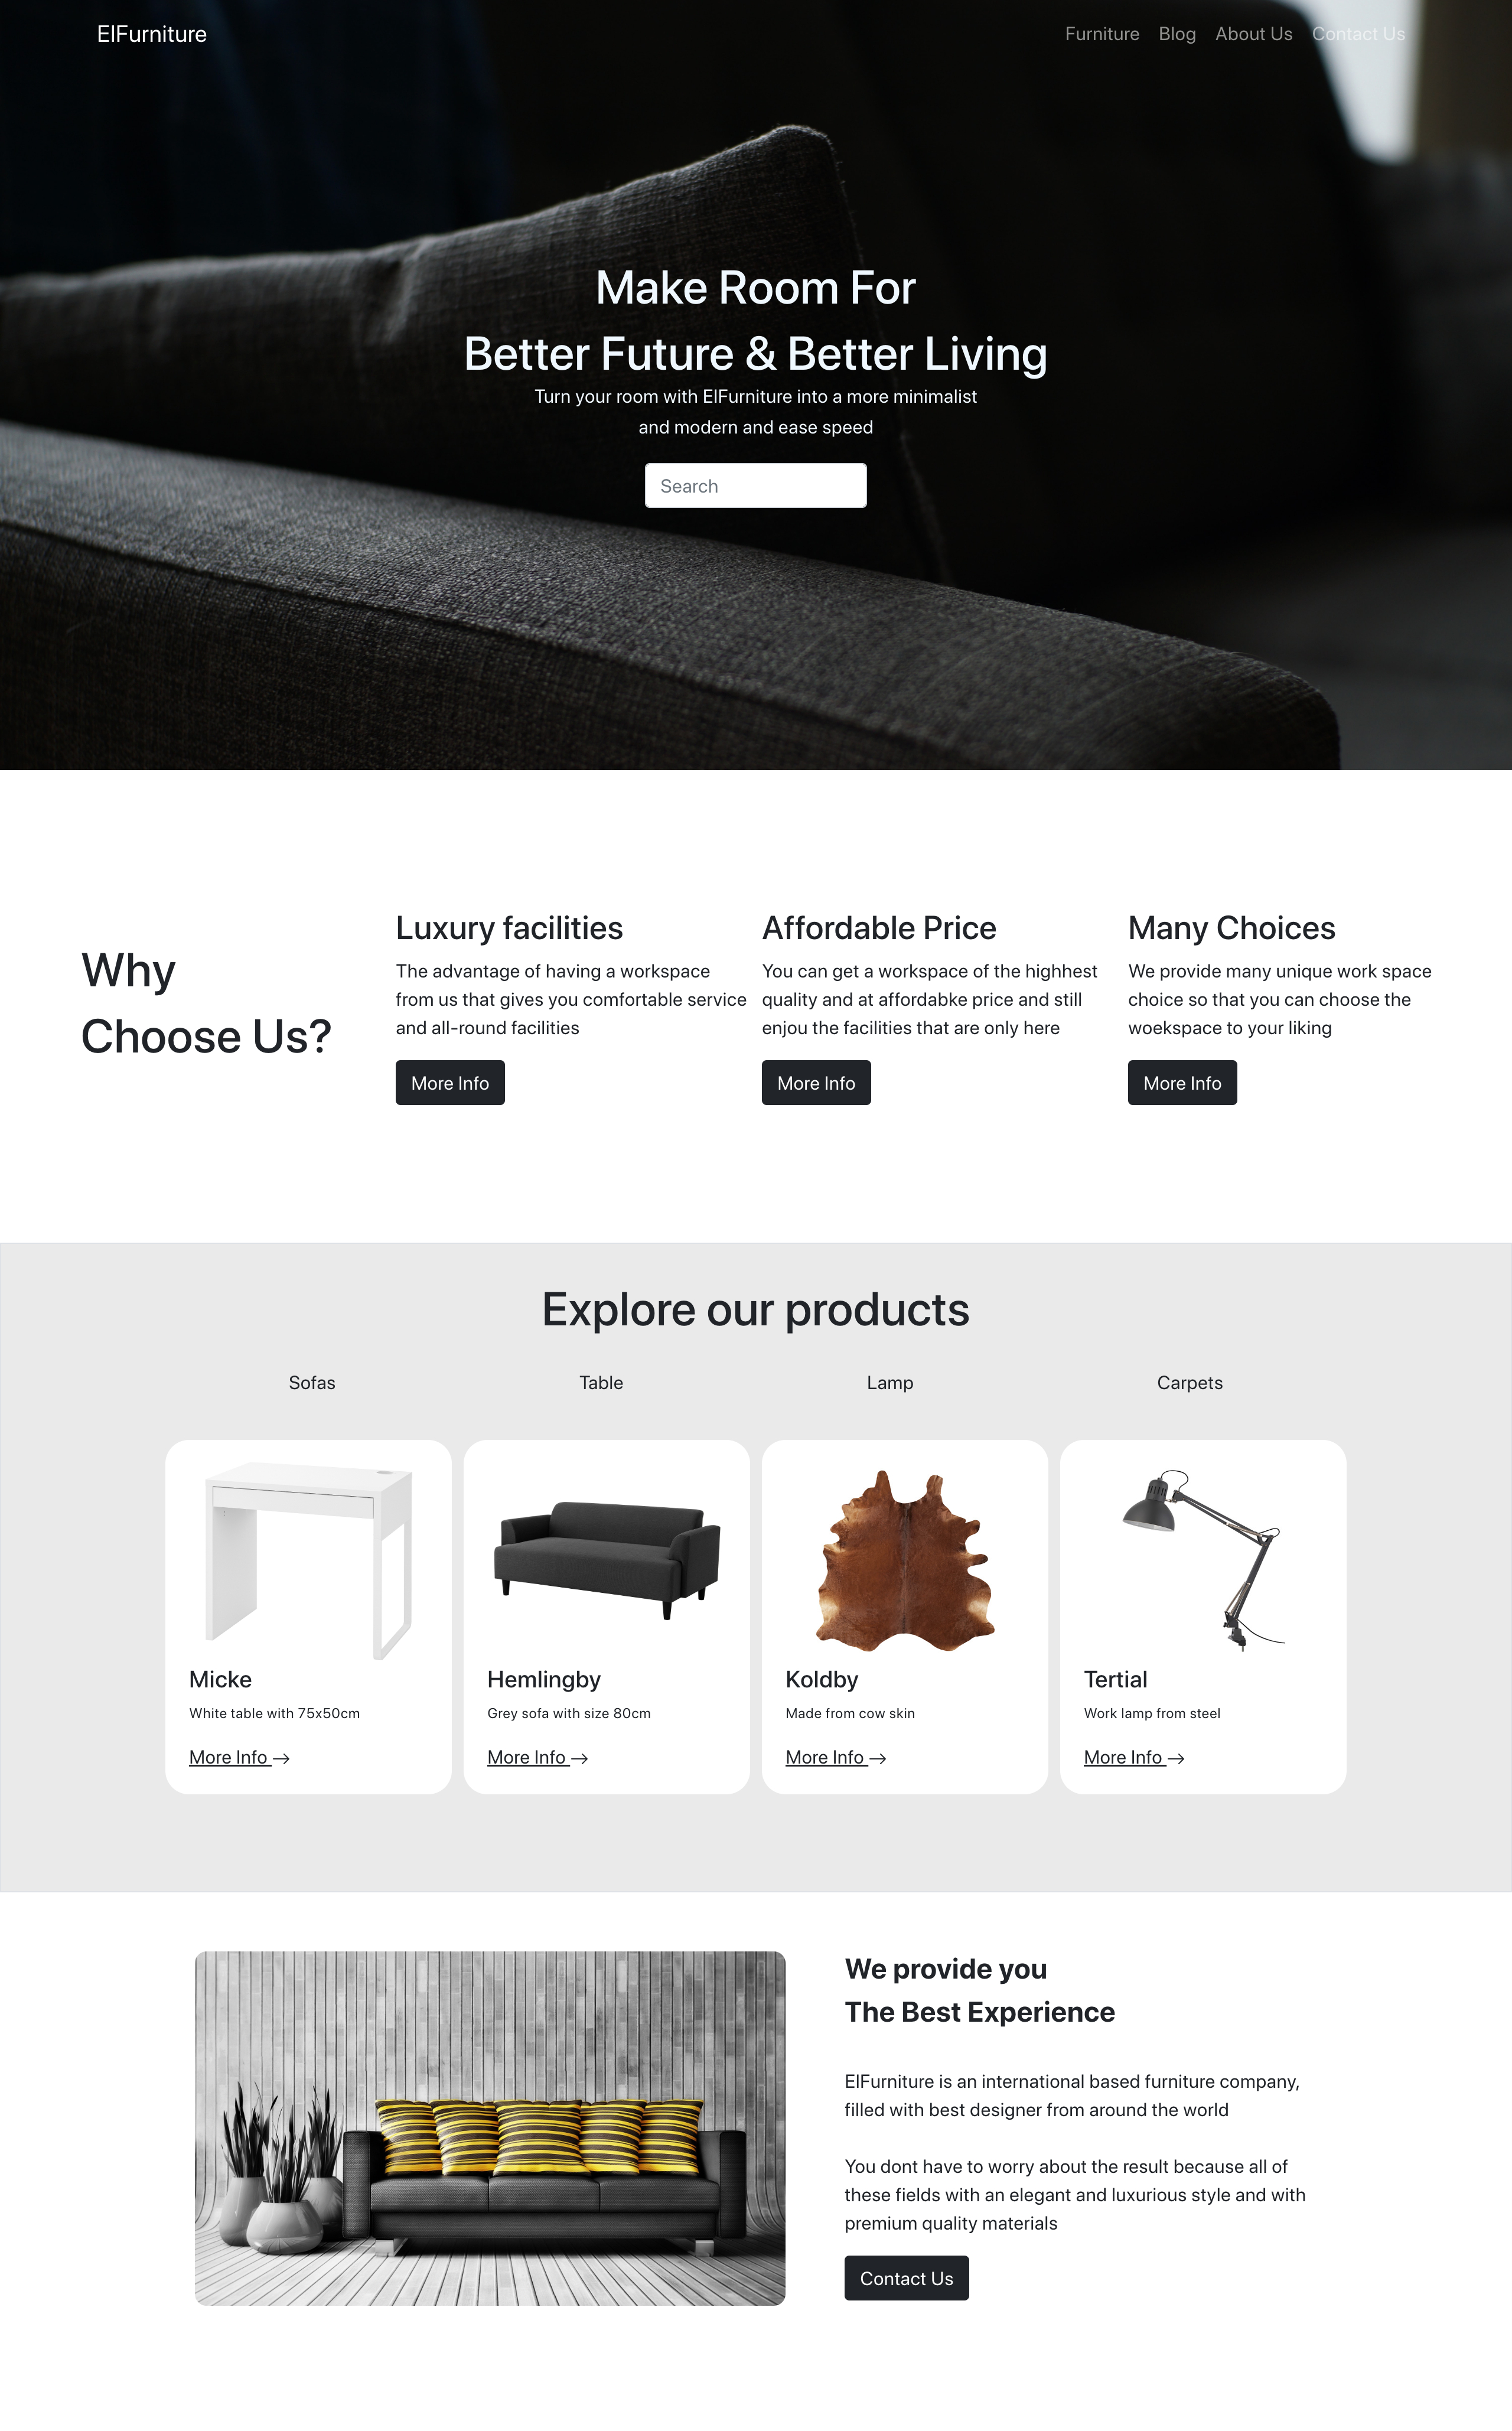 ElFurniture
Furniture Blog About Us Contact Us
Make Room For
Better Future & Better Living
Turn your room with ElFurniture into a more minimalist
and modern and ease speed
Search
Why
Choose Us?
Luxury facilities
The advantage of having a workspace
from us that gives you comfortable service
and all-round facilities
More Info
Affordable Price
You can get a workspace of the highhest
quality and at affordabke price and still
enjou the facilities that are only here
More Info
Many Choices
We provide many unique work space
choice so that you can choose the
woekspace to your liking
More Info
Explore our products
Sofas Table Lamp Carpets
Micke
White table with 75x50cm
More Info →
Hemlingby
Grey sofa with size 80cm
More Info →
Koldby
Made from cow skin
More Info →
Tertial
Work lamp from steel
More Info →
We provide you
The Best Experience
ElFurniture is an international based furniture company,
filled with best designer from around the world
You dont have to worry about the result because all of
these fields with an elegant and luxurious style and with
premium quality materials
Contact Us